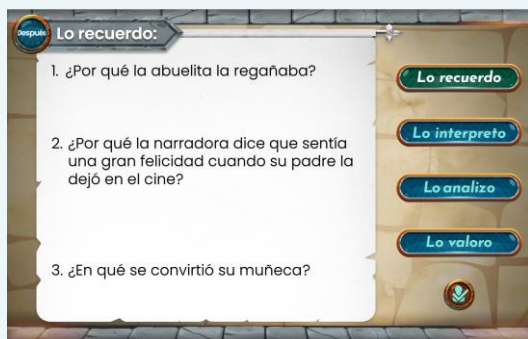 Después
Lo recuerdo:
1. ¿Por qué la abuelita la regañaba?
2. ¿Por qué la narradora dice que sentía
una gran felicidad cuando su padre la
dejó en el cine?
3. ¿En qué se convirtió su muñeca?
Lo recuerdo
Lo interpreto
Lo analizo
Lo valoro